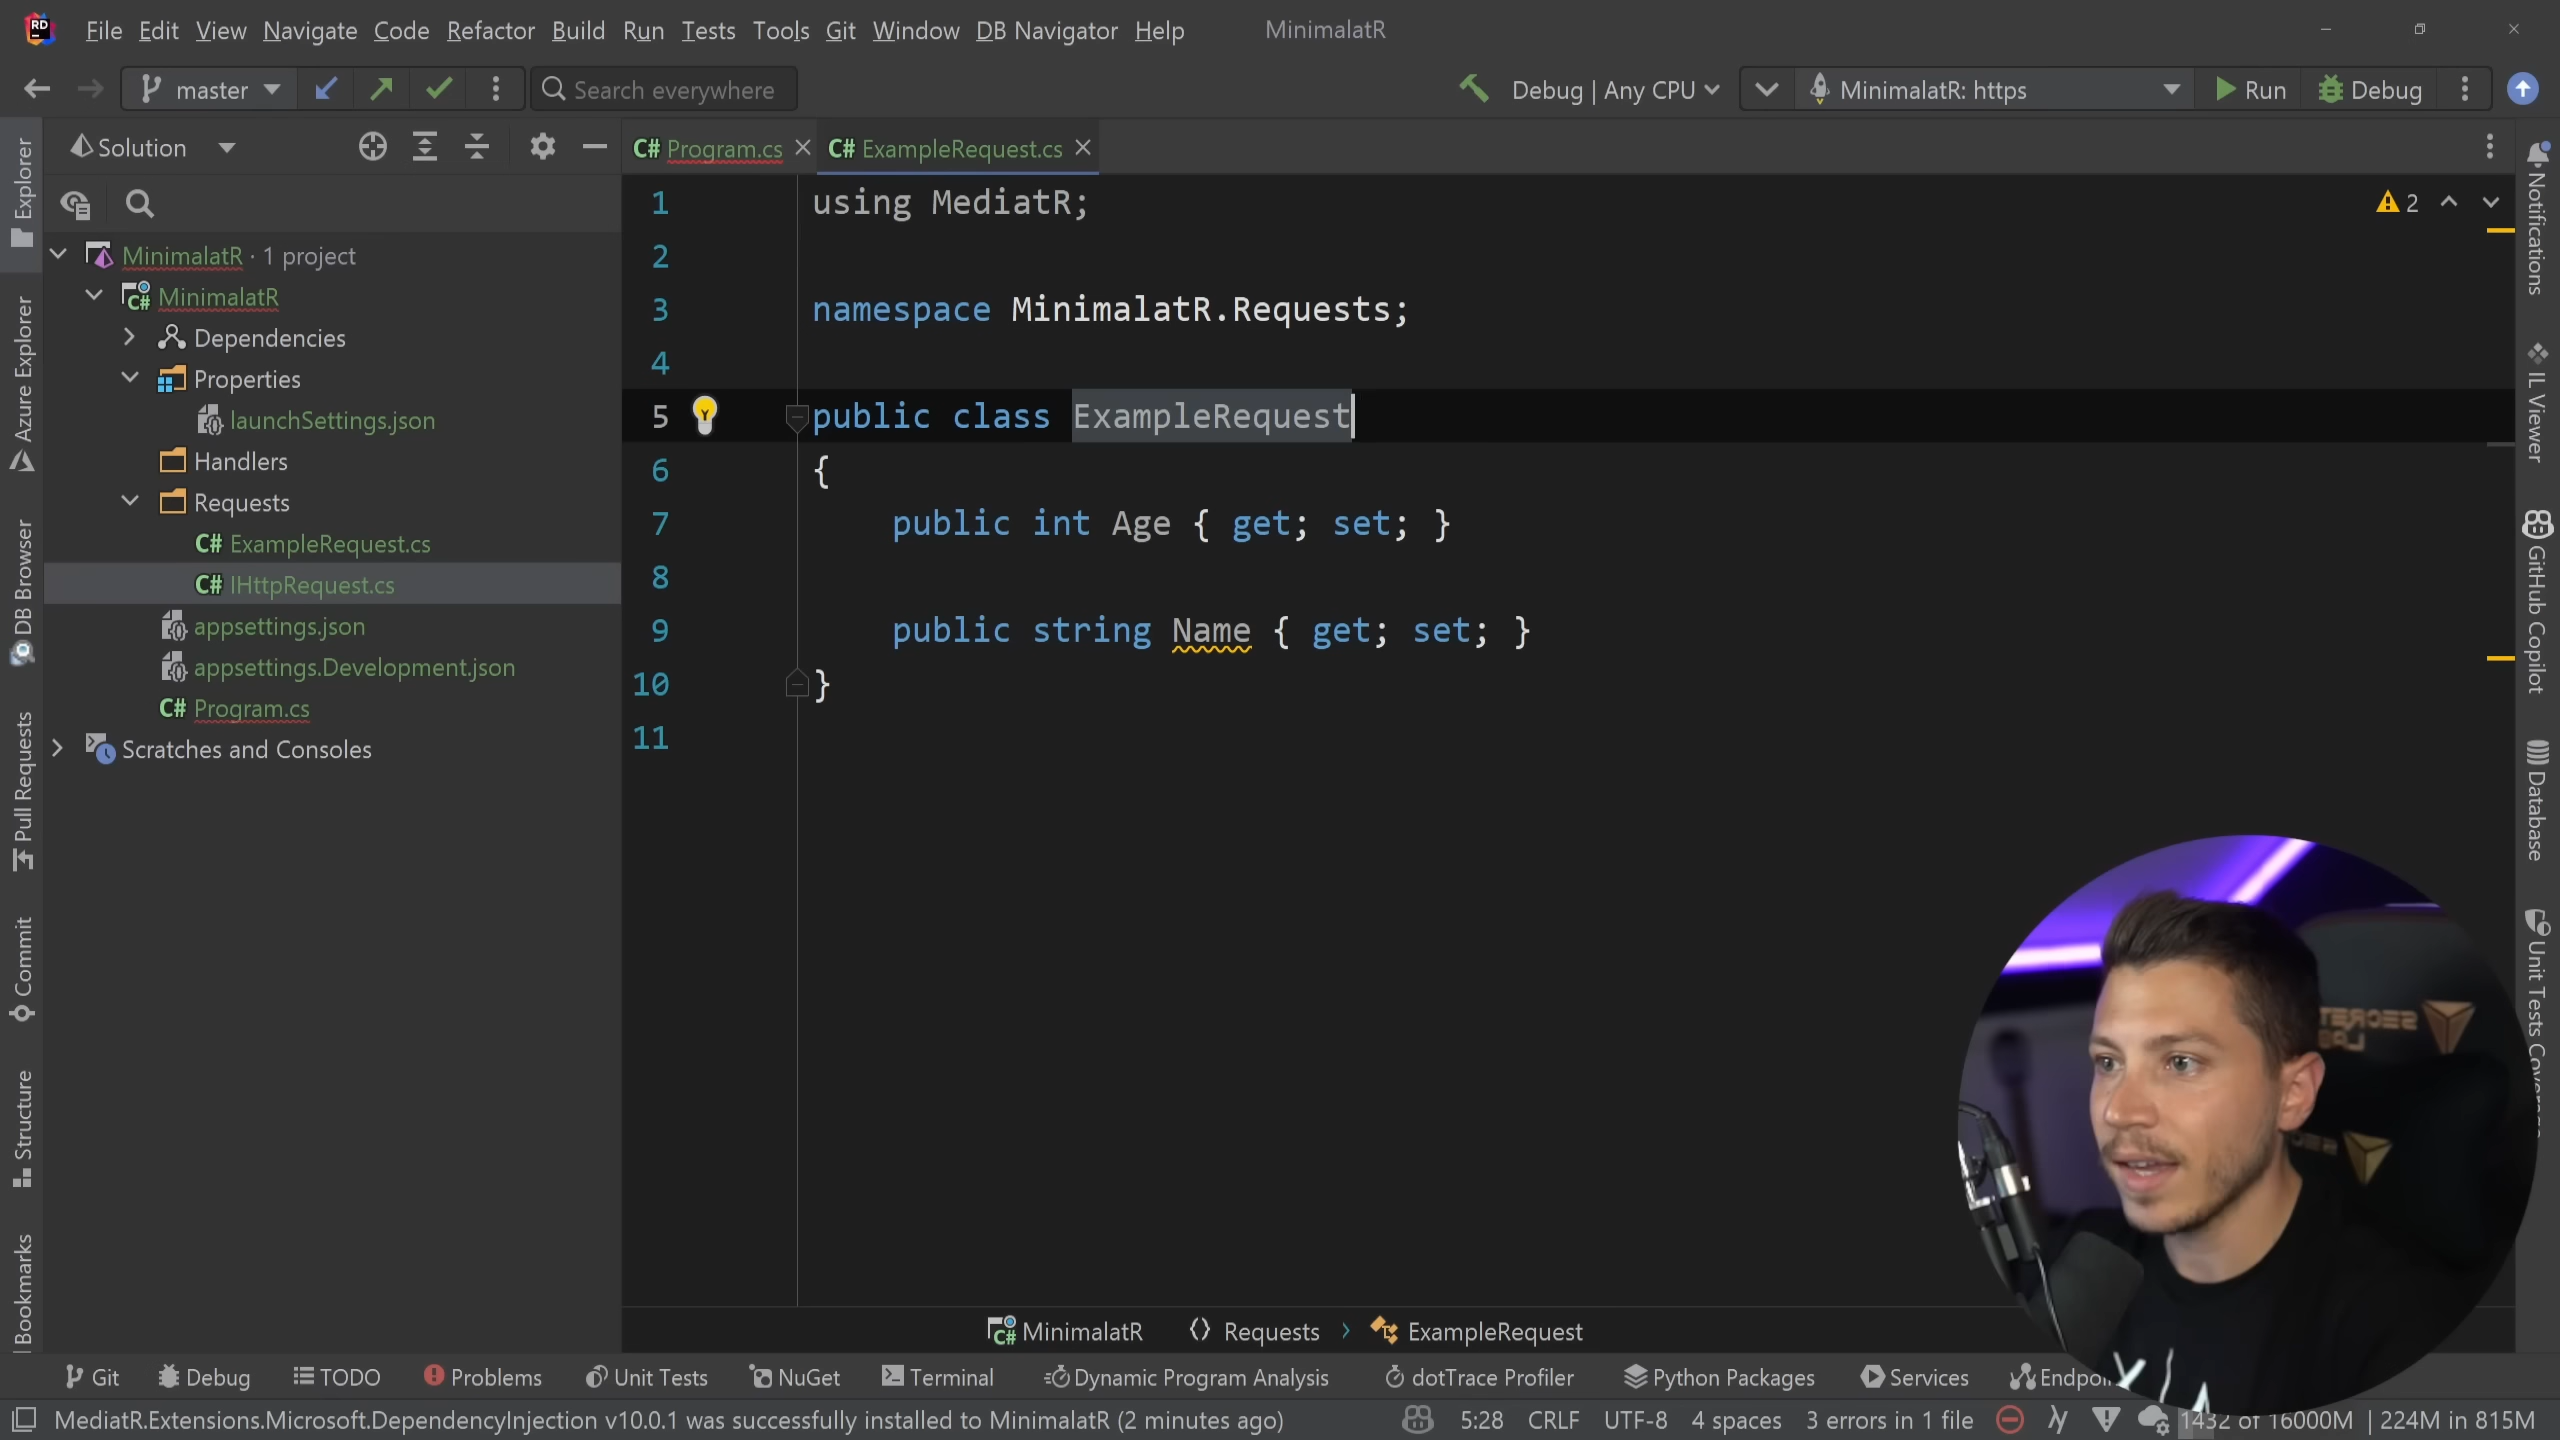 File Edit View Navigate Code Refactor Build Run Tests Tools Git Window DB Navigator Help MinimalatR
master Search everywhere Debug | Any CPU MinimalatR: https Run Debug
Solution Program.cs ExampleRequest.cs
MinimalatR · 1 project
MinimalatR
Dependencies
Properties
launchSettings.json
Handlers
Requests
ExampleRequest.cs
IHttpRequest.cs
appsettings.json
appsettings.Development.json
Program.cs
Scratches and Consoles
1 using MediatR;
2
3 namespace MinimalatR.Requests;
4
5 public class ExampleRequest
6 {
7 public int Age { get; set; }
8
9 public string Name { get; set; }
10 }
11
2
Explorer
Azure Explorer
DB Browser
Pull Requests
Commit
Structure
Bookmarks
Notifications
IL Viewer
GitHub Copilot
Database
Unit Tests
SECRET
LAB
MinimalatR Requests ExampleRequest
Git Debug TODO Problems Unit Tests NuGet Terminal Dynamic Program Analysis dotTrace Profiler Python Packages Services
MediatR.Extensions.Microsoft.DependencyInjection v10.0.1 was successfully installed to MinimalatR (2 minutes ago) 5:28 CRLF UTF-8 4 spaces 3 errors in 1 file 1432 of 16000M 224M in 815M